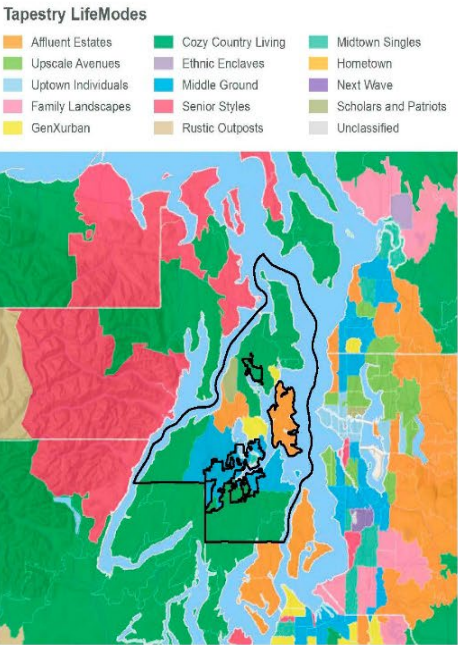 Tapestry LifeModes
Affluent Estates
Cozy Country Living
Midtown Singles
Upscale Avenues
Ethnic Enclaves
Hometown
Uptown Individuals
Middle Ground
Next Wave
Family Landscapes
Senior Styles
Scholars and Patriots
GenXurban
Rustic Outposts
Unclassified